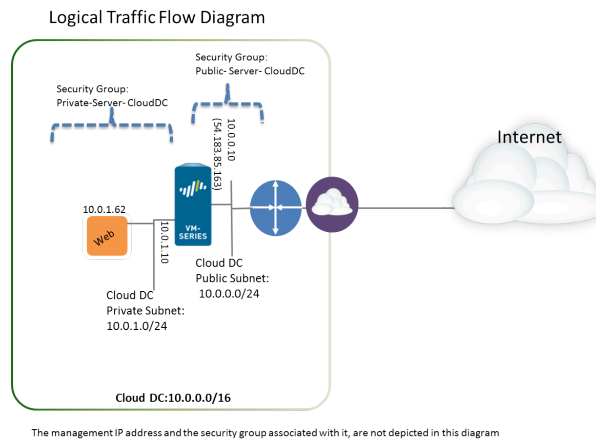 Logical Traffic Flow Diagram
Security Group:
Public- Server- CloudDC
Security Group:
Private-Server- CloudDC
10.0.0.10
(54.183.85.163)
Internet
10.0.1.62
Web
10.0.1.10
VM-
SERIES
Cloud DC
Public Subnet:
10.0.0.0/24
Cloud DC
Private Subnet:
10.0.1.0/24
Cloud DC:10.0.0.0/16
The management IP address and the security group associated with it, are not depicted in this diagram